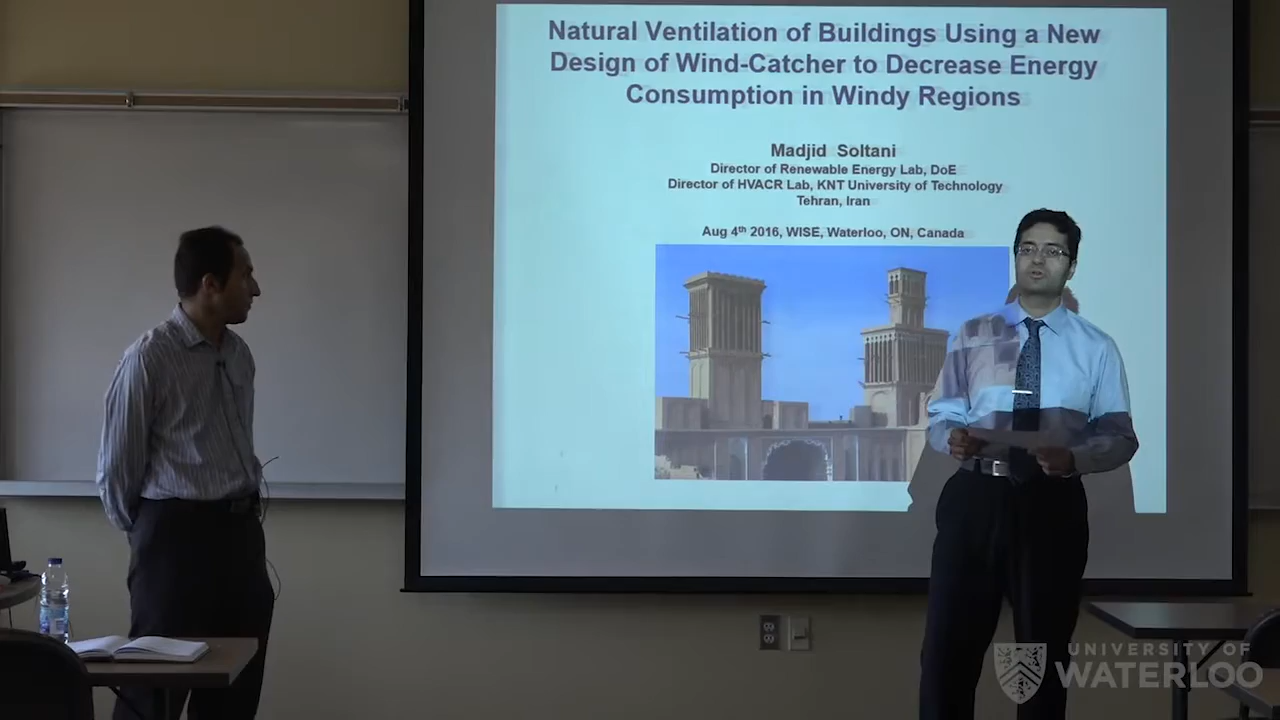 Natural Ventilation of Buildings Using a New
Design of Wind-Catcher to Decrease Energy
Consumption in Windy Regions
Madjid Soltani
Director of Renewable Energy Lab, DoE
Director of HVACR Lab, KNT University of Technology
Tehran, Iran
Aug 4th 2016, WISE, Waterloo, ON, Canada
UNIVERSITY OF
WATERLOO